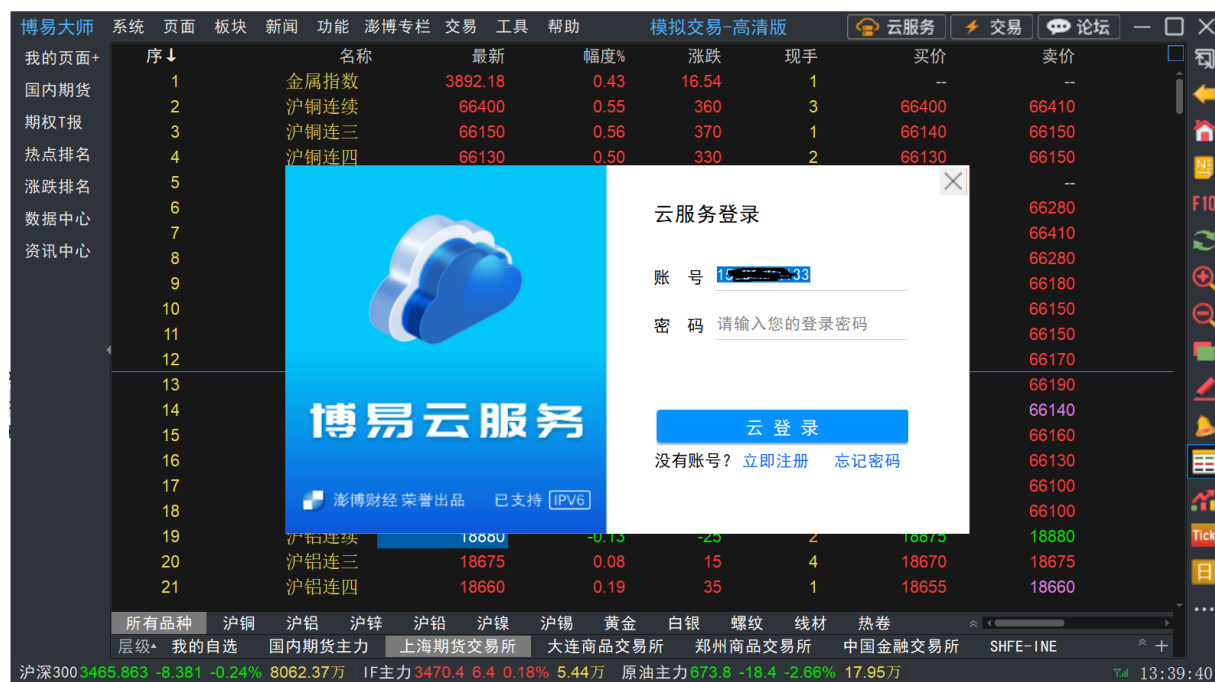 博易大师 系统 页面 板块 新闻 功能 澎博专栏 交易 工具 帮助 模拟交易-高清版 云服务 交易 论坛
我的页面+ 序↓ 名称 最新 幅度% 涨跌 现手 买价 卖价
1 金属指数 3892.18 0.43 16.54 1 -- --
国内期货
2 沪铜连续 66400 0.55 360 3 66400 66410
期权T报
3 沪铜连三 66150 0.56 370 1 66140 66150
热点排名
4 沪铜连四 66130 0.50 330 2 66130 66150
涨跌排名
5 --
数据中心
6 66280
F10
7 66410
资讯中心
8 66280
9 66180
10 66150
11 66150
12 66170
13 66190
14 66140
15 66160
16 66130
17 66100
18 66100
云服务登录
账 号
密 码 请输入您的登录密码
云 登 录
没有账号? 立即注册 忘记密码
博易云服务
澎博财经 荣誉出品 已支持 IPV6
19 沪铝连续 18880 -0.13 -25 2 18875 18880
Tick
20 沪铝连三 18675 0.08 15 4 18670 18675
日
21 沪铝连四 18660 0.19 35 1 18655 18660
所有品种 沪铜 沪铝 沪锌 沪铅 沪镍 沪锡 黄金 白银 螺纹 线材 热卷
层级 我的自选 国内期货主力 上海期货交易所 大连商品交易所 郑州商品交易所 中国金融交易所 SHFE-INE
沪深300 3465.863 -8.381 -0.24% 8062.37万 IF主力 3470.4 6.4 0.18% 5.44万 原油主力 673.8 -18.4 -2.66% 17.95万 13:39:40